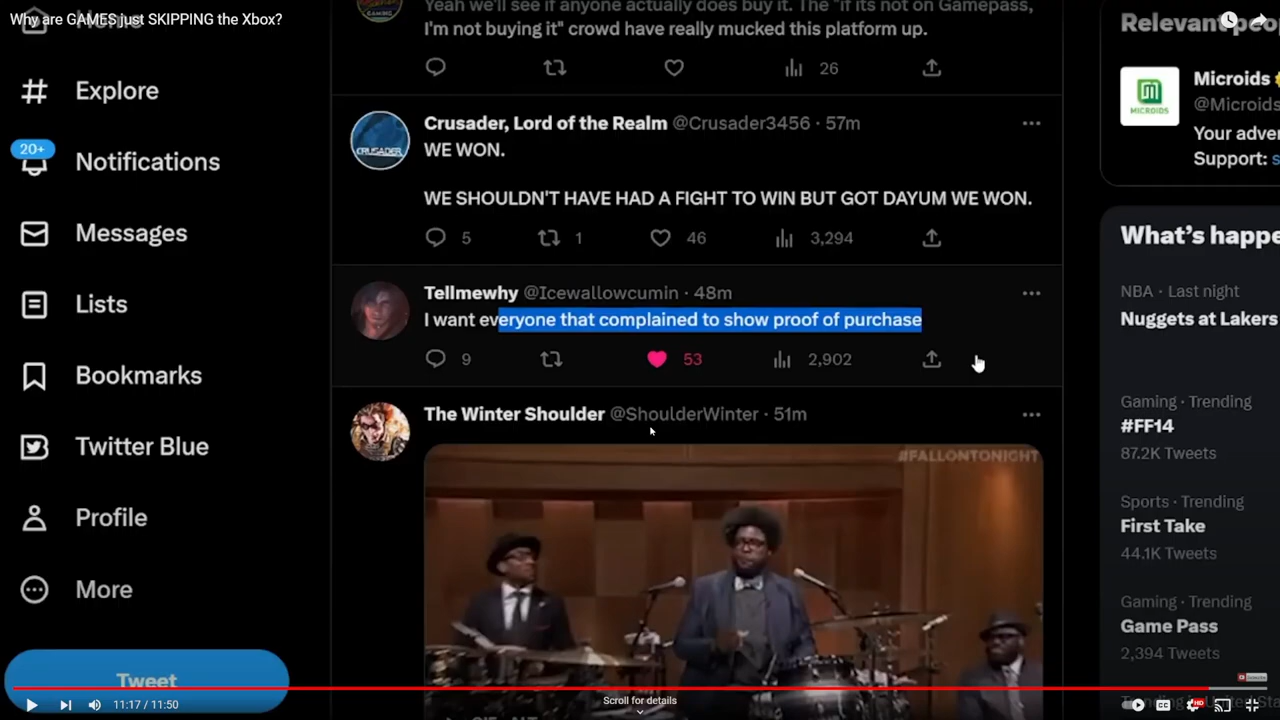 Why are GAMES just SKIPPING the Xbox?
Explore
20+
Notifications
Messages
Lists
Bookmarks
Twitter Blue
Profile
More
Tweet
Yeah we'll see if anyone actually does buy it. The "if its not on Gamepass,
I'm not buying it" crowd have really mucked this platform up.
26
Crusader, Lord of the Realm @Crusader3456 · 57m
WE WON.
WE SHOULDN'T HAVE HAD A FIGHT TO WIN BUT GOT DAYUM WE WON.
5 1 46 3,294
Tellmewhy @Icewallowcumin · 48m
I want everyone that complained to show proof of purchase
9 53 2,902
The Winter Shoulder @ShoulderWinter · 51m
#FALLONTONIGHT
Relevant peo
MICROIDS
Microids
@Microids
Your adver
Support: s
What's happe
NBA · Last night
Nuggets at Lakers
Gaming · Trending
#FF14
87.2K Tweets
Sports · Trending
First Take
44.1K Tweets
Gaming · Trending
Game Pass
2,394 Tweets
11:17 / 11:50
Scroll for details
CC
HD